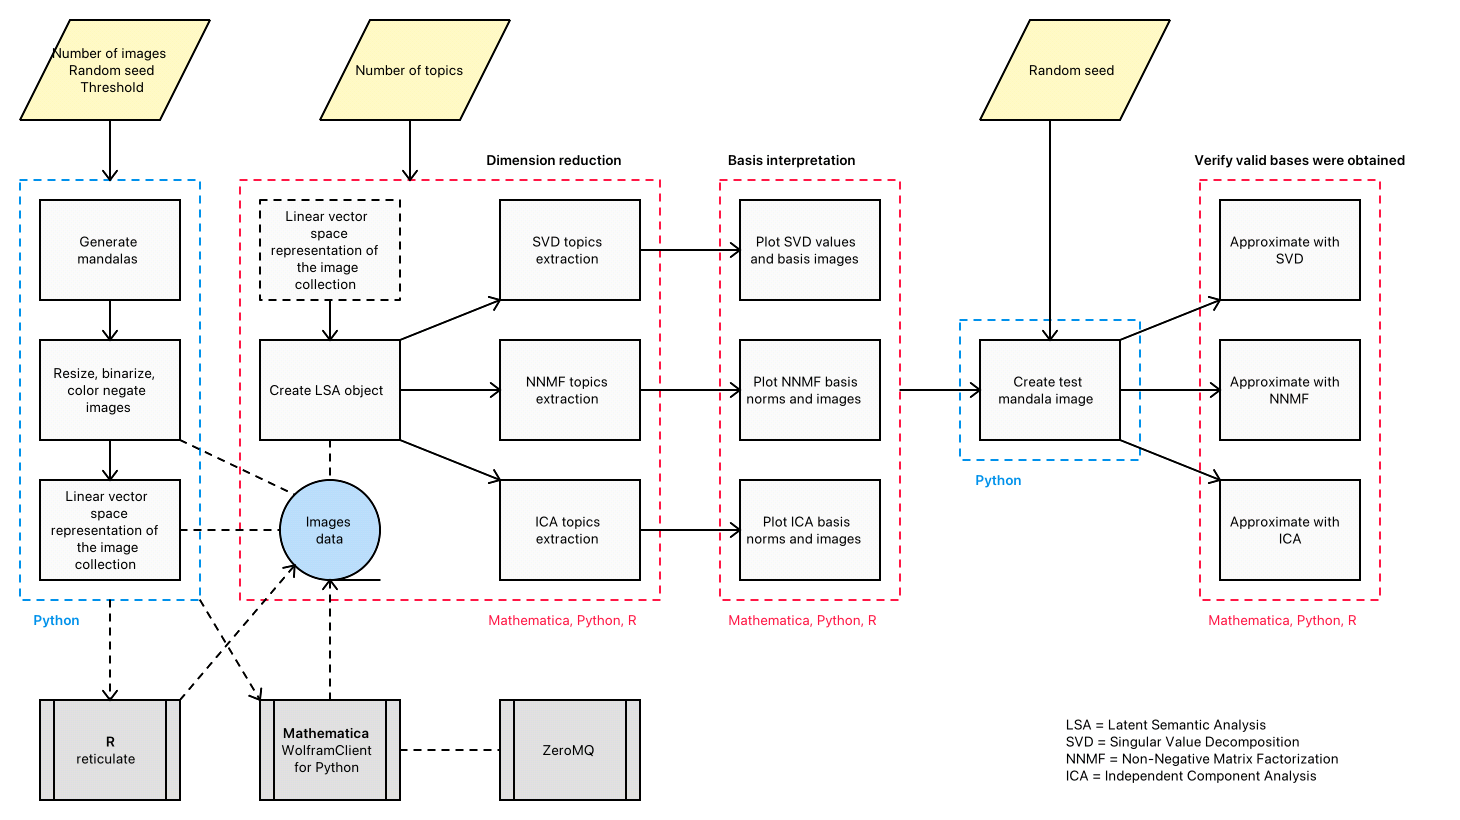 Number of images
Random seed
Threshold
Number of topics
Random seed
Dimension reduction
Basis interpretation
Verify valid bases were obtained
Generate
mandalas
Linear vector
space
representation of
the image
collection
SVD topics
extraction
Plot SVD values
and basis images
Approximate with
SVD
Resize, binarize,
color negate
images
Create LSA object
NNMF topics
extraction
Plot NNMF basis
norms and images
Create test
mandala image
Approximate with
NNMF
Python
Linear vector
space
representation of
the image
collection
Images
data
ICA topics
extraction
Plot ICA basis
norms and images
Approximate with
ICA
Python
Mathematica, Python, R
Mathematica, Python, R
Mathematica, Python, R
R
reticulate
Mathematica
WolframClient
for Python
ZeroMQ
LSA = Latent Semantic Analysis
SVD = Singular Value Decomposition
NNMF = Non-Negative Matrix Factorization
ICA = Independent Component Analysis